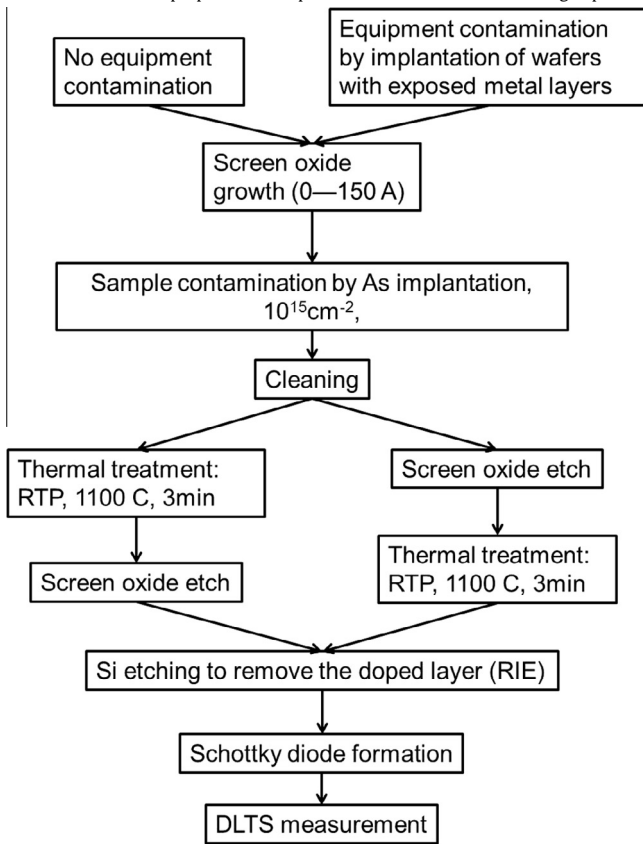 No equipment
contamination
Equipment contamination
by implantation of wafers
with exposed metal layers
Screen oxide
growth (0—150 A)
Sample contamination by As implantation,
10¹⁵cm⁻²,
Cleaning
Thermal treatment:
RTP, 1100 C, 3min
Screen oxide etch
Screen oxide etch
Thermal treatment:
RTP, 1100 C, 3min
Si etching to remove the doped layer (RIE)
Schottky diode formation
DLTS measurement